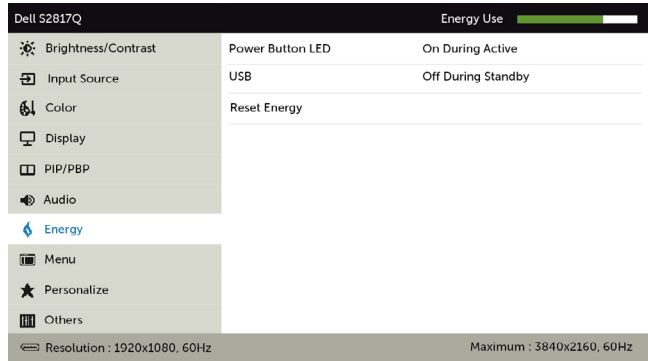 Dell S2817Q Energy Use
Brightness/Contrast Power Button LED On During Active
Input Source USB Off During Standby
Color Reset Energy
Display
PIP/PBP
Audio
Energy
Menu
Personalize
Others
Resolution : 1920x1080, 60Hz Maximum : 3840x2160, 60Hz